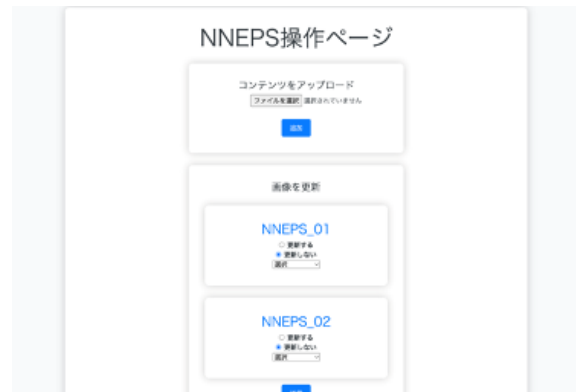 NNEPS操作ページ
コンテンツをアップロード
ファイルを選択 選択されていません
追加
画像を更新
NNEPS_01
更新する
更新しない
選択
NNEPS_02
更新する
更新しない
選択